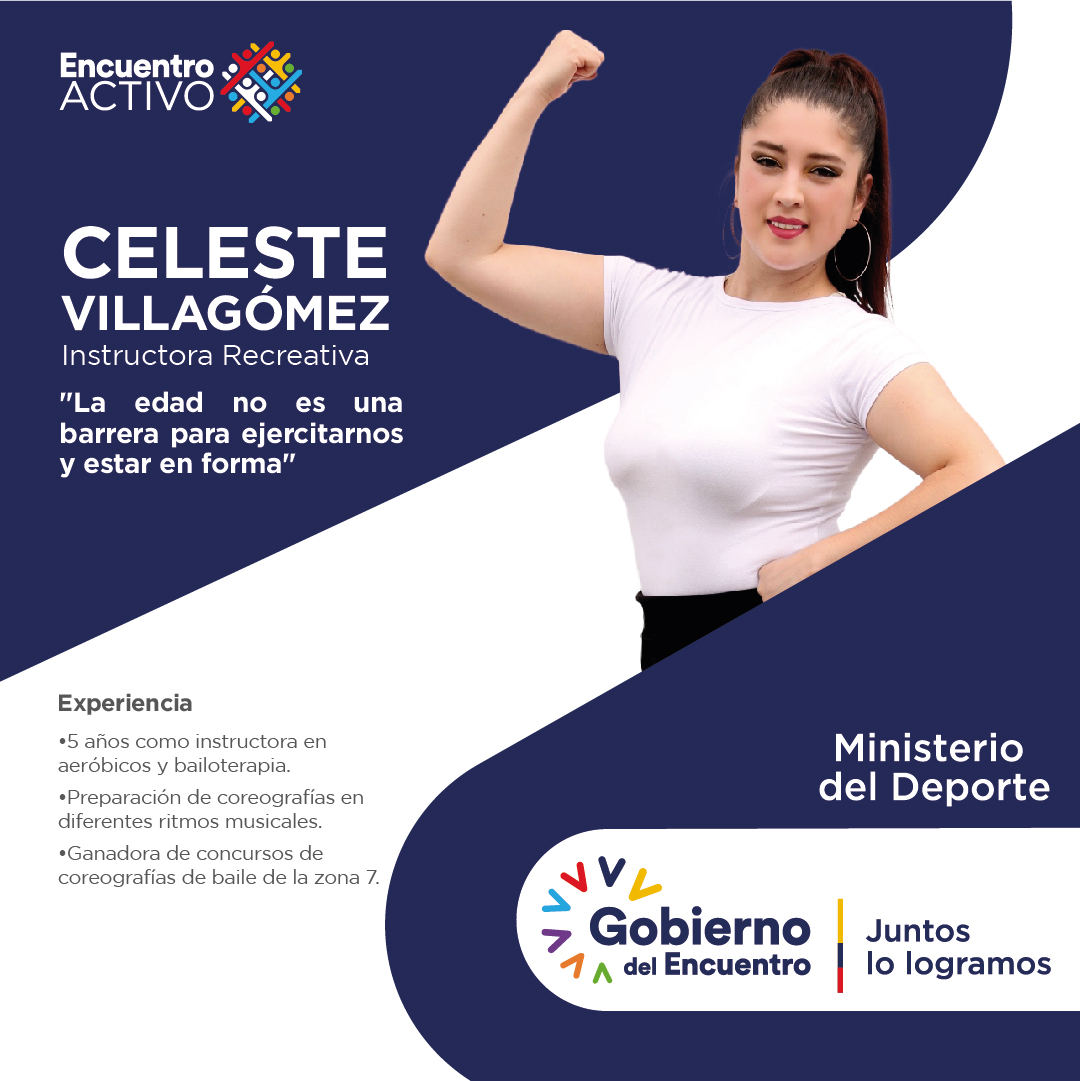 Encuentro
ACTIVO
CELESTE
VILLAGÓMEZ
Instructora Recreativa
"La edad no es una
barrera para ejercitarnos
y estar en forma"
Experiencia
•5 años como instructora en
aeróbicos y bailoterapia.
•Preparación de coreografías en
diferentes ritmos musicales.
•Ganadora de concursos de
coreografías de baile de la zona 7.
Ministerio
del Deporte
Gobierno
del Encuentro
Juntos
lo logramos